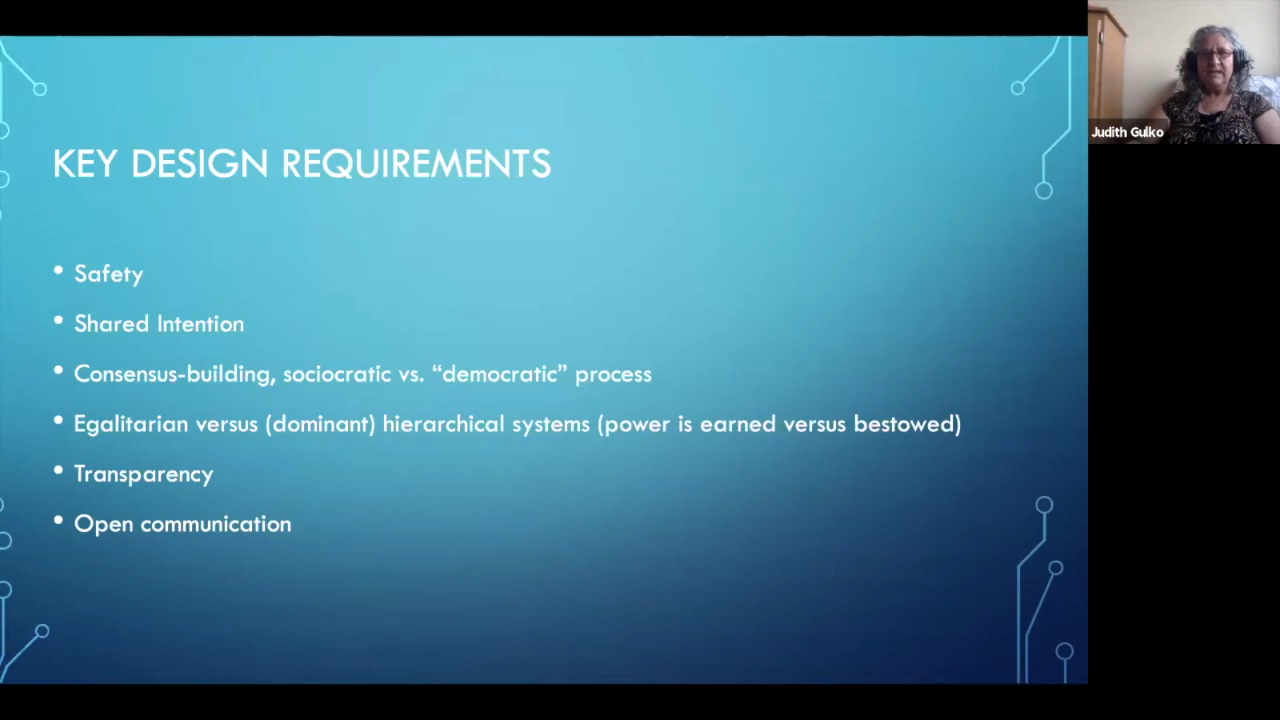 KEY DESIGN REQUIREMENTS
• Safety
• Shared Intention
• Consensus-building, sociocratic vs. “democratic” process
• Egalitarian versus (dominant) hierarchical systems (power is earned versus bestowed)
• Transparency
• Open communication
Judith Gulko